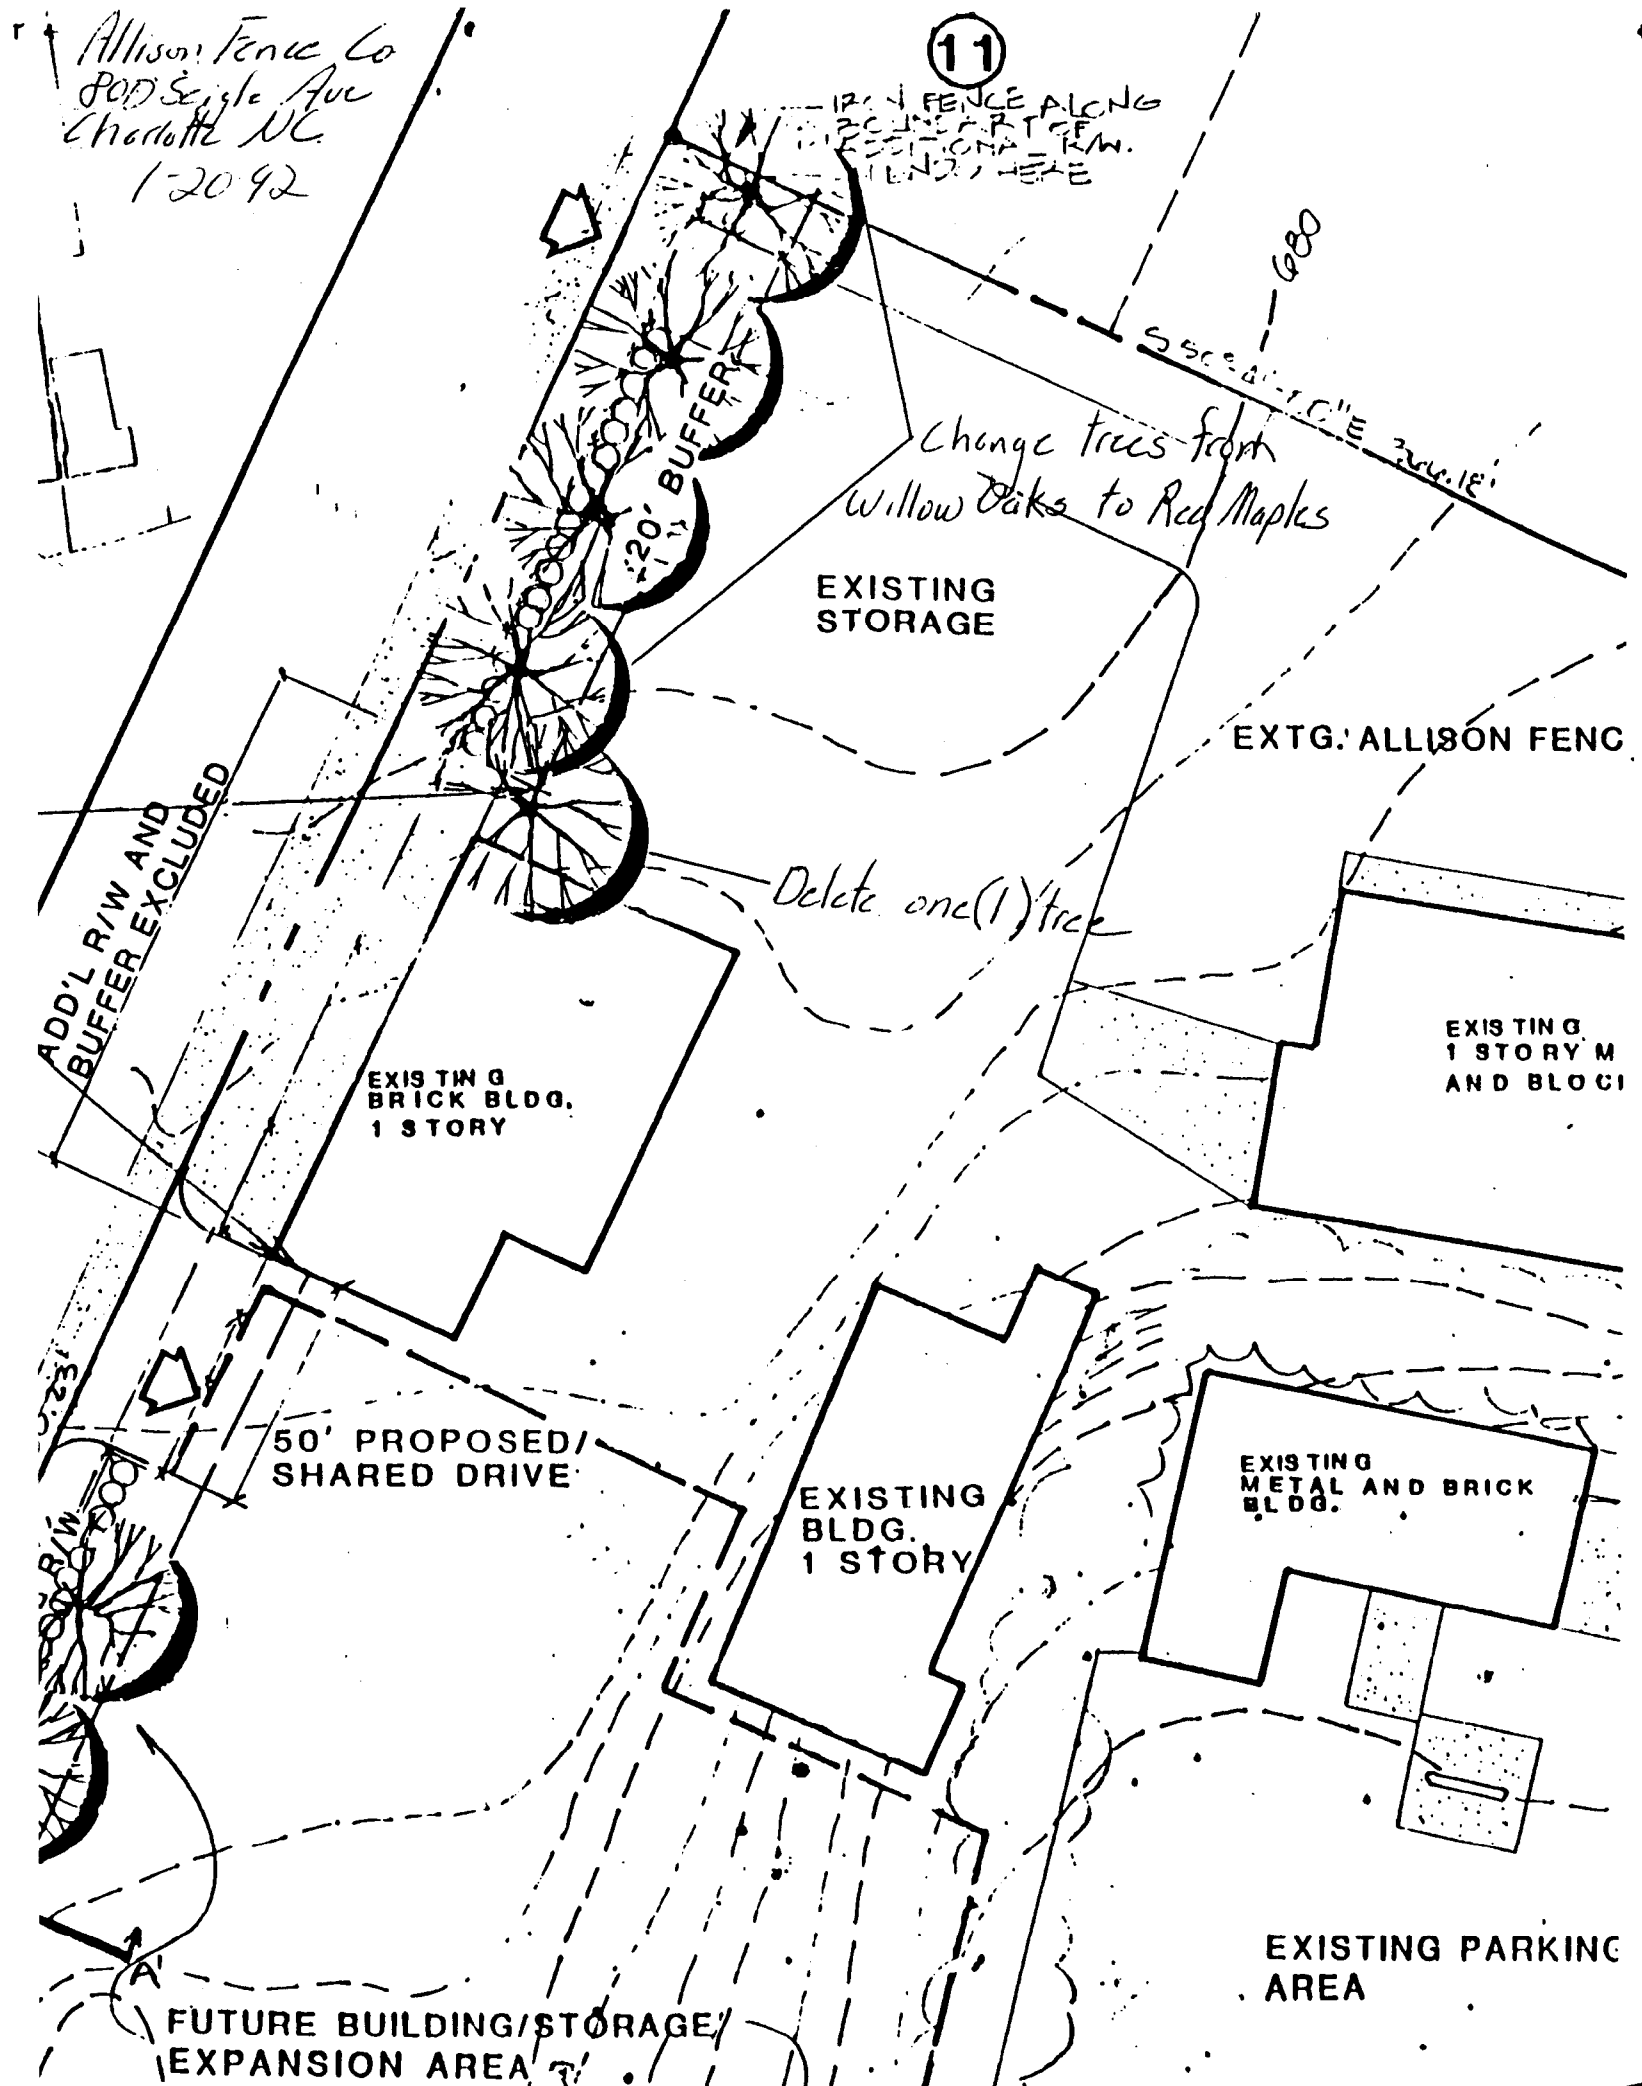 Allison Fence Co
800 Seigle Ave
Charlotte NC
1-20-92
11
IRON FENCE ALONG
R/W.
HERE
680
20' BUFFER
Change trees from
Willow Oaks to Red Maples
EXISTING
STORAGE
EXTG. ALLISON FENC
ADD'L R/W AND
BUFFER EXCLUDED
Delete one(1) tree
EXISTING
BRICK BLDG.
1 STORY
EXISTING
1 STORY M
AND BLOC
50' PROPOSED/
SHARED DRIVE
R/W
EXISTING
BLDG.
1 STORY
EXISTING
METAL AND BRICK
BLDG.
A'
FUTURE BUILDING/STORAGE/
EXPANSION AREA
EXISTING PARKING
AREA